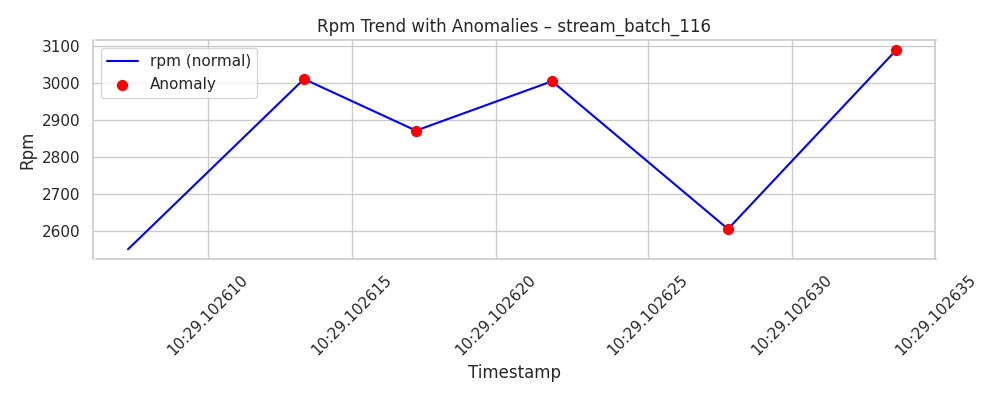 Rpm Trend with Anomalies – stream_batch_116
3100
3000
2900
2800
2700
2600
Rpm
rpm (normal)
Anomaly
10:29.102610
10:29.102615
10:29.102620
10:29.102625
10:29.102630
10:29.102635
Timestamp